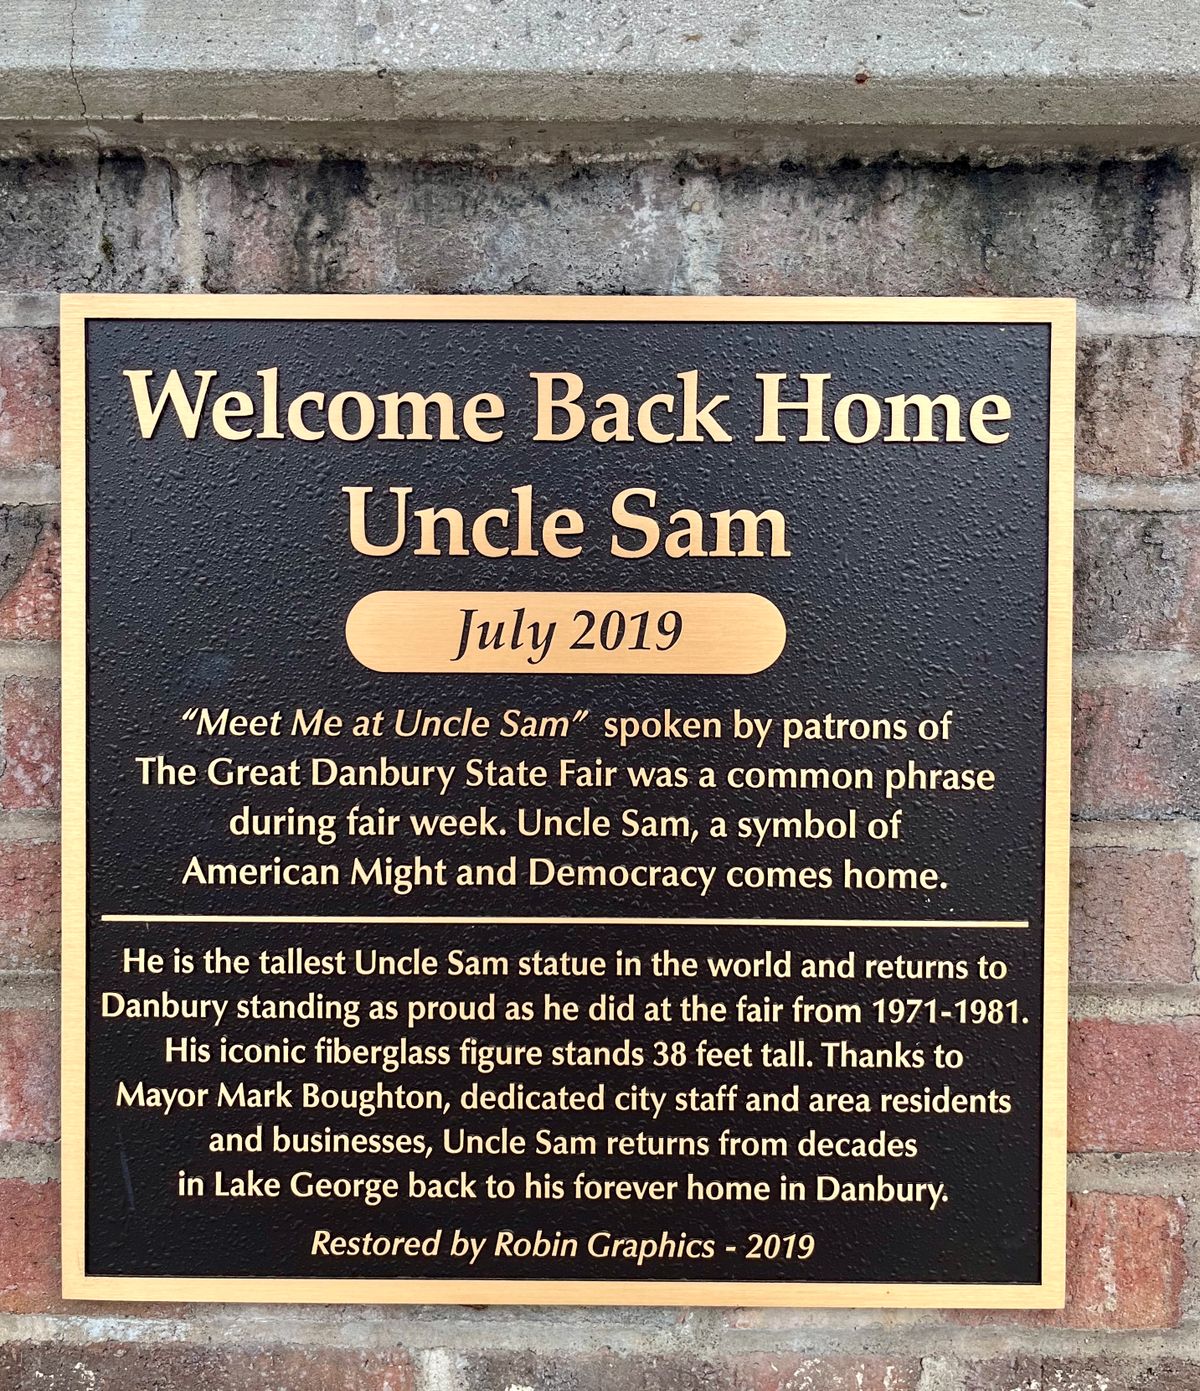 Welcome Back Home
Uncle Sam
July 2019
“Meet Me at Uncle Sam” spoken by patrons of
The Great Danbury State Fair was a common phrase
during fair week. Uncle Sam, a symbol of
American Might and Democracy comes home.
He is the tallest Uncle Sam statue in the world and returns to
Danbury standing as proud as he did at the fair from 1971-1981.
His iconic fiberglass figure stands 38 feet tall. Thanks to
Mayor Mark Boughton, dedicated city staff and area residents
and businesses, Uncle Sam returns from decades
in Lake George back to his forever home in Danbury.
Restored by Robin Graphics - 2019